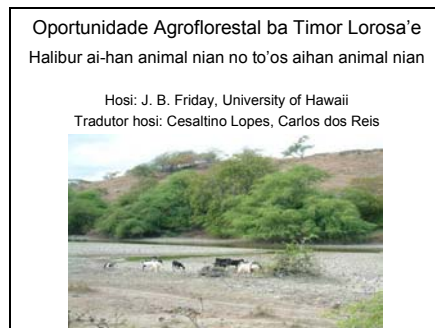 Oportunidade Agroflorestal ba Timor Lorosa’e
Halibur ai-han animal nian no to’os aihan animal nian
Hosi: J. B. Friday, University of Hawaii
Tradutor hosi: Cesaltino Lopes, Carlos dos Reis